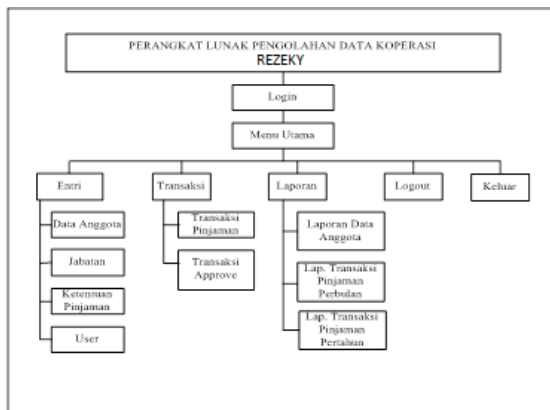 PERANGKAT LUNAK PENGOLAHAN DATA KOPERASI
REZEKY
Login
Menu Utama
Entri
Transaksi
Laporan
Logout
Keluar
Data Anggota
Jabatan
Ketentuan
Pinjaman
User
Transaksi
Pinjaman
Transaksi
Approve
Laporan Data
Anggota
Lap. Transaksi
Pinjaman
Perbulan
Lap. Transaksi
Pinjaman
Pertahun